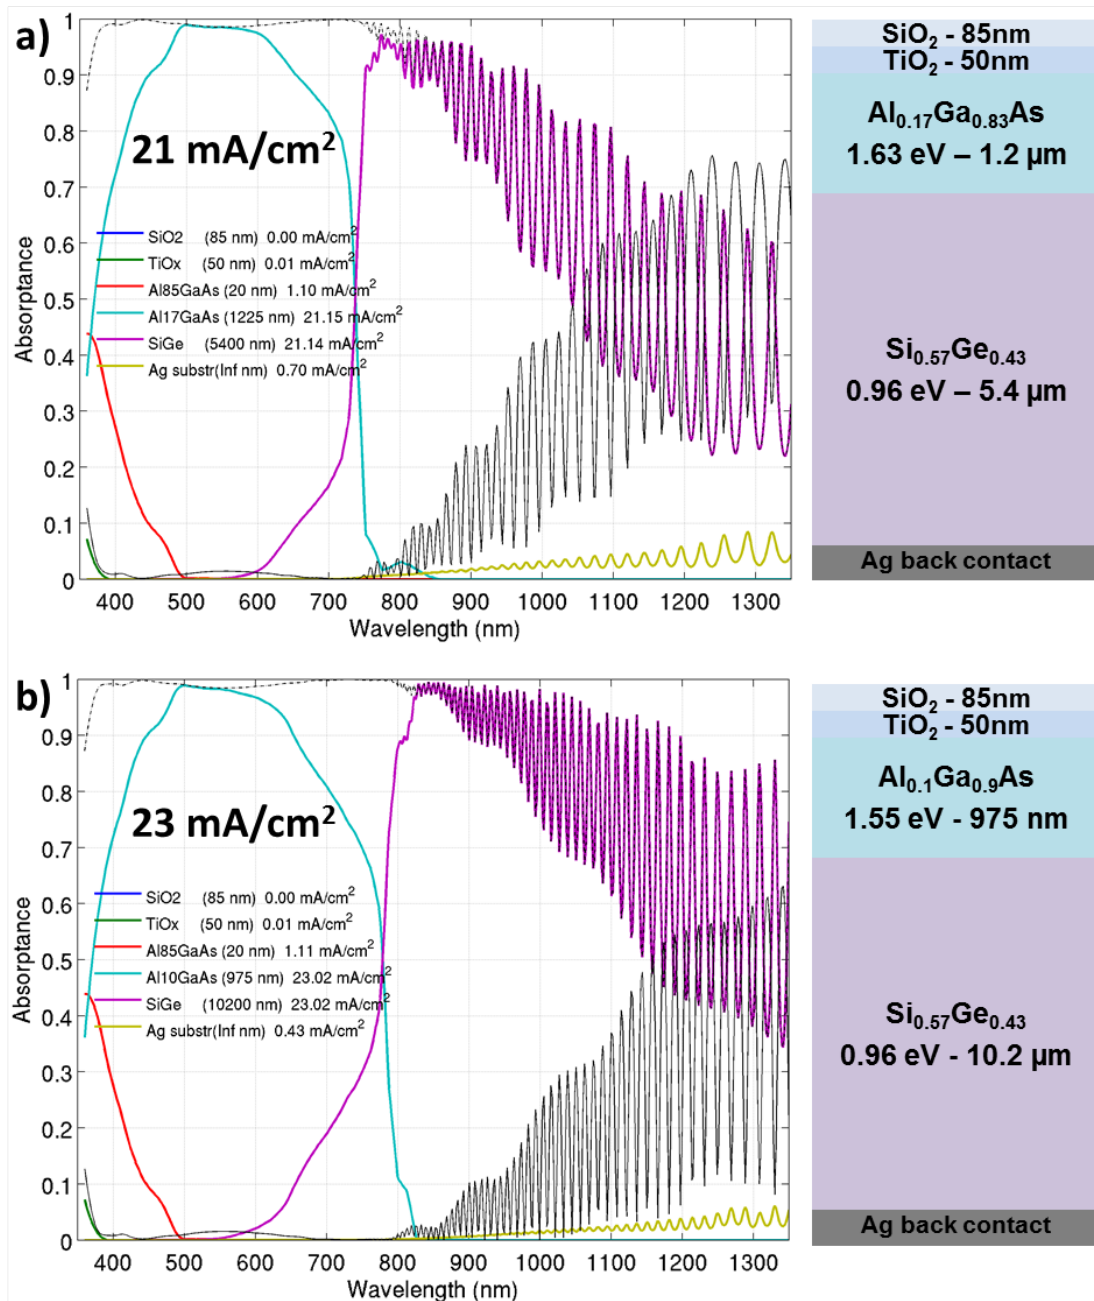 a)
1
0.9
0.8
0.7
0.6
0.5
0.4
0.3
0.2
0.1
0
Absorptance
21 mA/cm²
SiO2 (85 nm) 0.00 mA/cm²
TiOx (50 nm) 0.01 mA/cm²
Al85GaAs (20 nm) 1.10 mA/cm²
Al17GaAs (1225 nm) 21.15 mA/cm²
SiGe (5400 nm) 21.14 mA/cm²
Ag substr(Inf nm) 0.70 mA/cm²
400 500 600 700 800 900 1000 1100 1200 1300
Wavelength (nm)
SiO₂ - 85nm
TiO₂ - 50nm
Al₀.₁₇Ga₀.₈₃As
1.63 eV – 1.2 µm
Si₀.₅₇Ge₀.₄₃
0.96 eV – 5.4 µm
Ag back contact
b)
1
0.9
0.8
0.7
0.6
0.5
0.4
0.3
0.2
0.1
0
Absorptance
23 mA/cm²
SiO2 (85 nm) 0.00 mA/cm²
TiOx (50 nm) 0.01 mA/cm²
Al85GaAs (20 nm) 1.11 mA/cm²
Al10GaAs (975 nm) 23.02 mA/cm²
SiGe (10200 nm) 23.02 mA/cm²
Ag substr(Inf nm) 0.43 mA/cm²
400 500 600 700 800 900 1000 1100 1200 1300
Wavelength (nm)
SiO₂ - 85nm
TiO₂ - 50nm
Al₀.₁Ga₀.₉As
1.55 eV - 975 nm
Si₀.₅₇Ge₀.₄₃
0.96 eV - 10.2 µm
Ag back contact